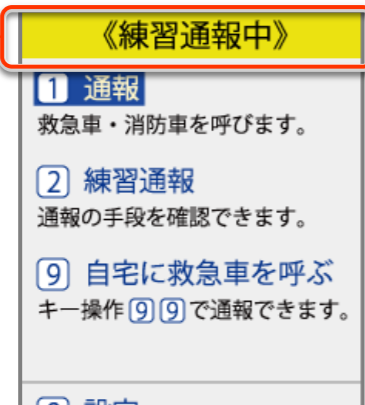 《練習通報中》
1 通報
救急車・消防車を呼びます。
2 練習通報
通報の手段を確認できます。
9 自宅に救急車を呼ぶ
キー操作99で通報できます。